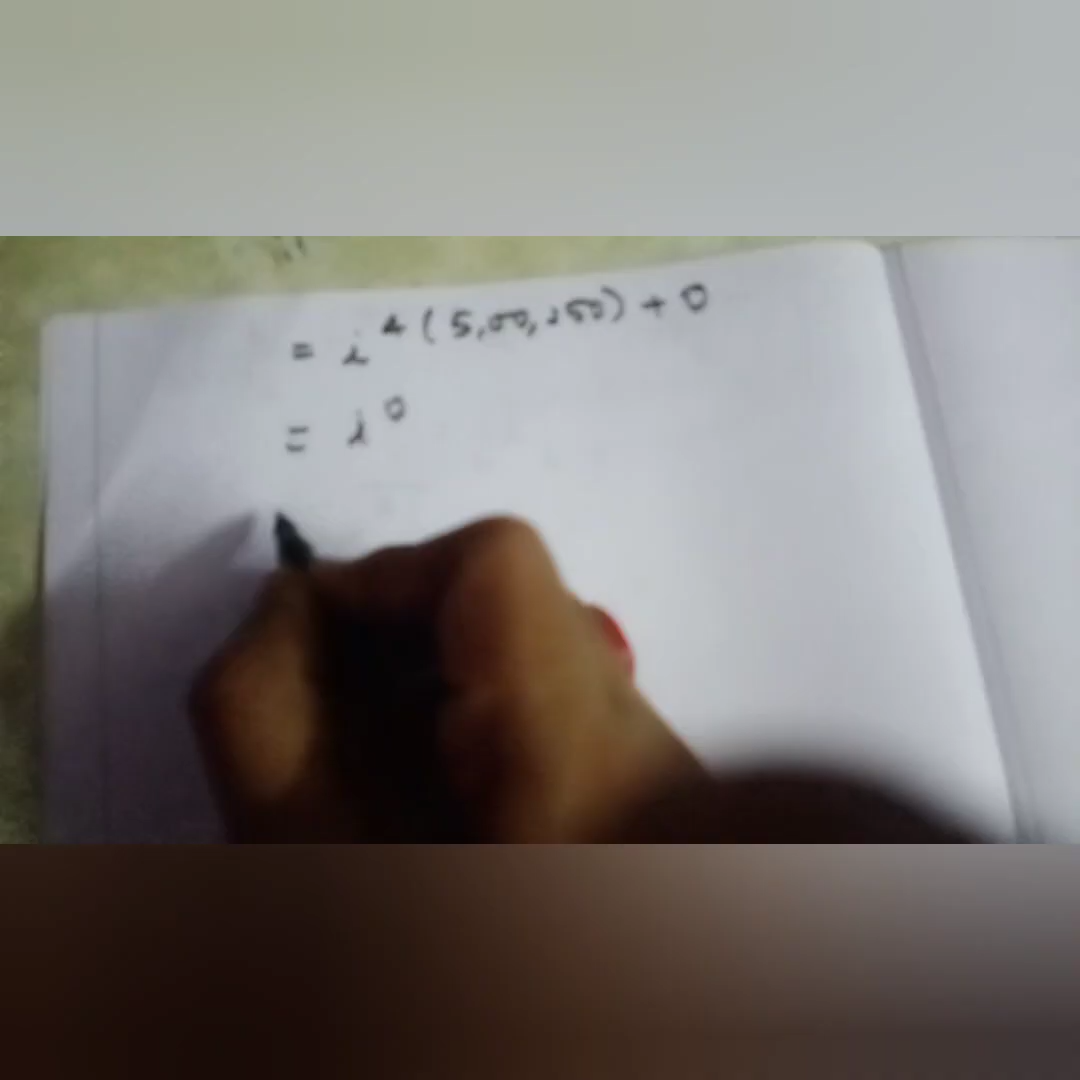 = i^4(5,00,250) + 0
= i^0